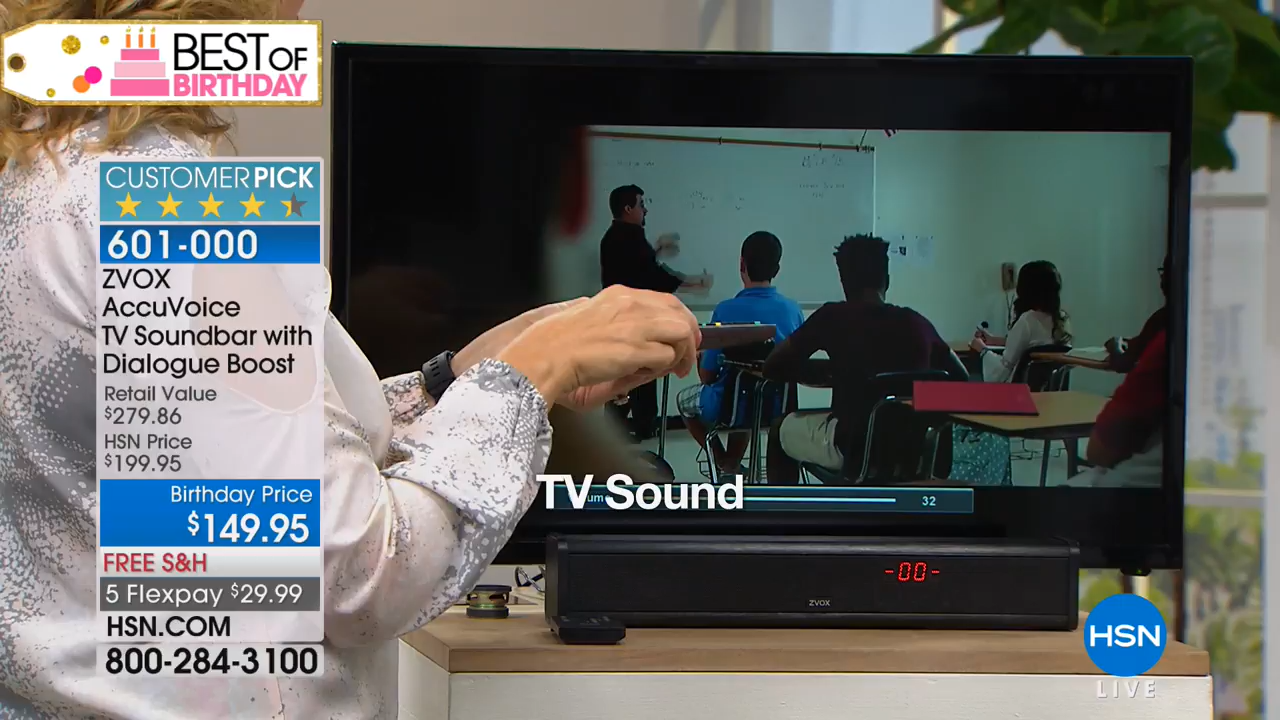 BEST OF
BIRTHDAY
CUSTOMER PICK
601-000
ZVOX
AccuVoice
TV Soundbar with
Dialogue Boost
Retail Value
$279.86
HSN Price
$199.95
Birthday Price
$149.95
FREE S&H
5 Flexpay $29.99
HSN.COM
800-284-3100
TV Sound
32
-00-
ZVOX
HSN
LIVE